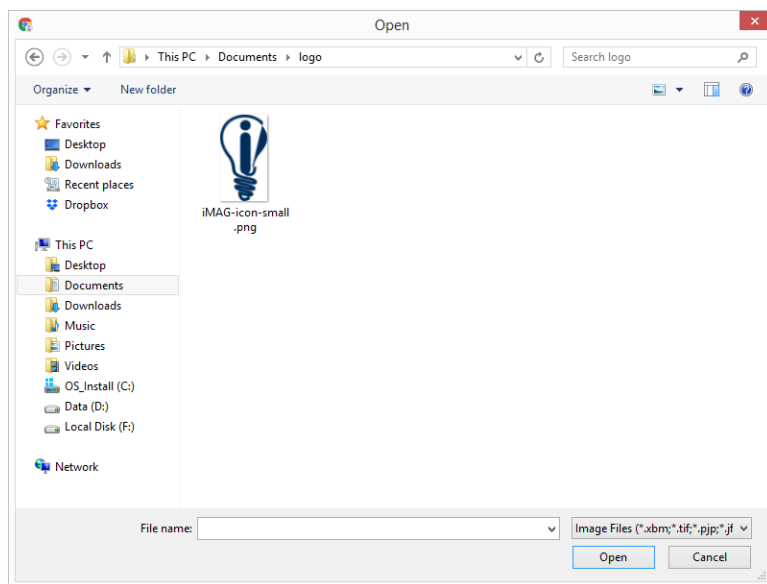 Open
This PC Documents logo
Search logo
Organize New folder
Favorites
Desktop
Downloads
Recent places
Dropbox
This PC
Desktop
Documents
Downloads
Music
Pictures
Videos
OS_Install (C:)
Data (D:)
Local Disk (F:)
Network
iMAG-icon-small
.png
File name:
Image Files (*.xbm;*.tif;*.pjp;*.jf
Open Cancel